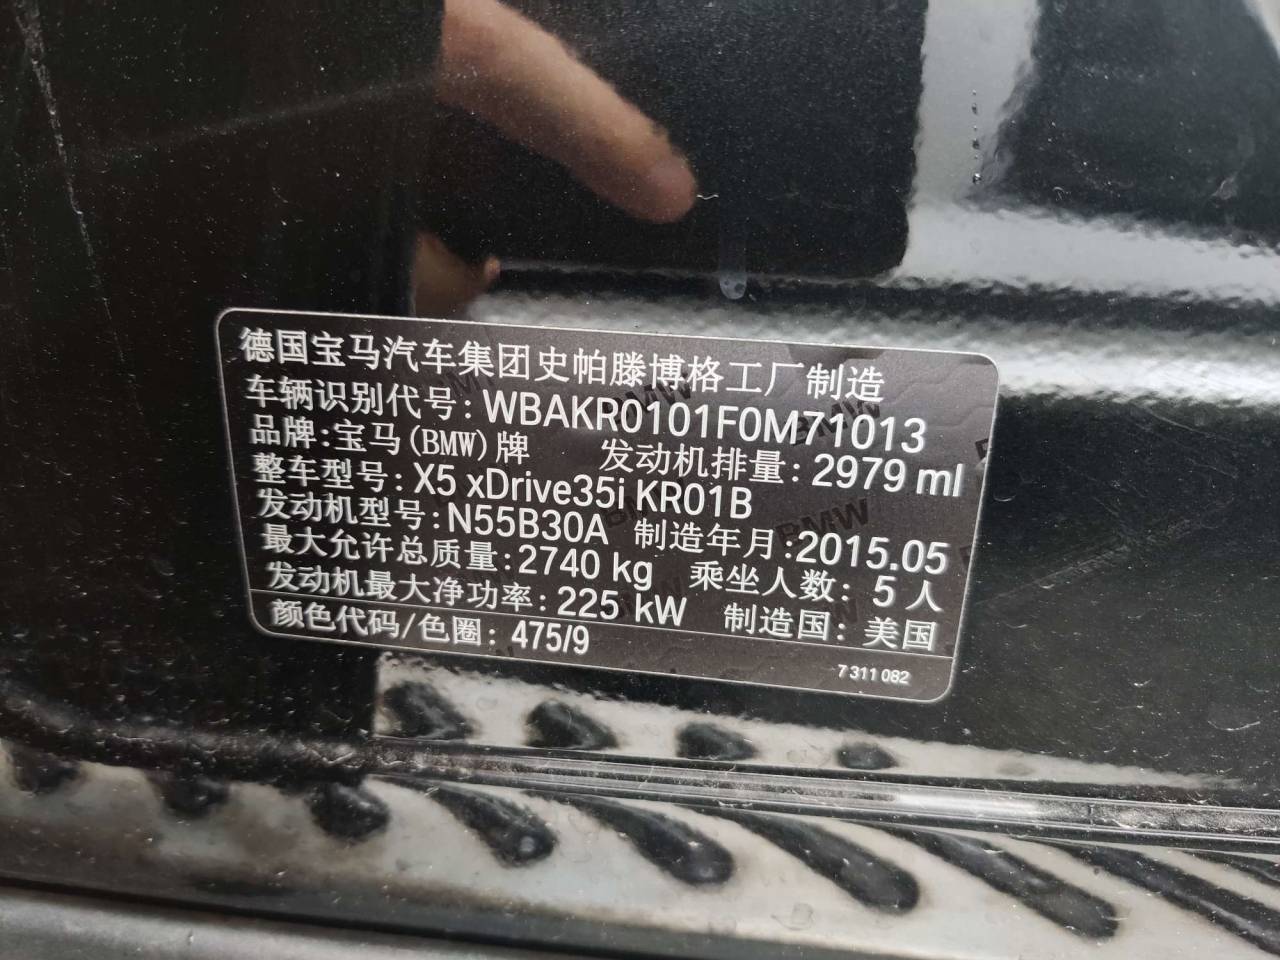 德国宝马汽车集团史帕滕博格工厂制造
车辆识别代号: WBAKR0101F0M71013
品牌:宝马(BMW)牌 发动机排量: 2979 ml
整车型号: X5 xDrive35i KR01B
发动机型号:N55B30A 制造年月:2015.05
最大允许总质量:2740 kg 乘坐人数: 5 人
发动机最大净功率: 225 kW 制造国: 美国
颜色代码/色圈: 475/9
7 311 082